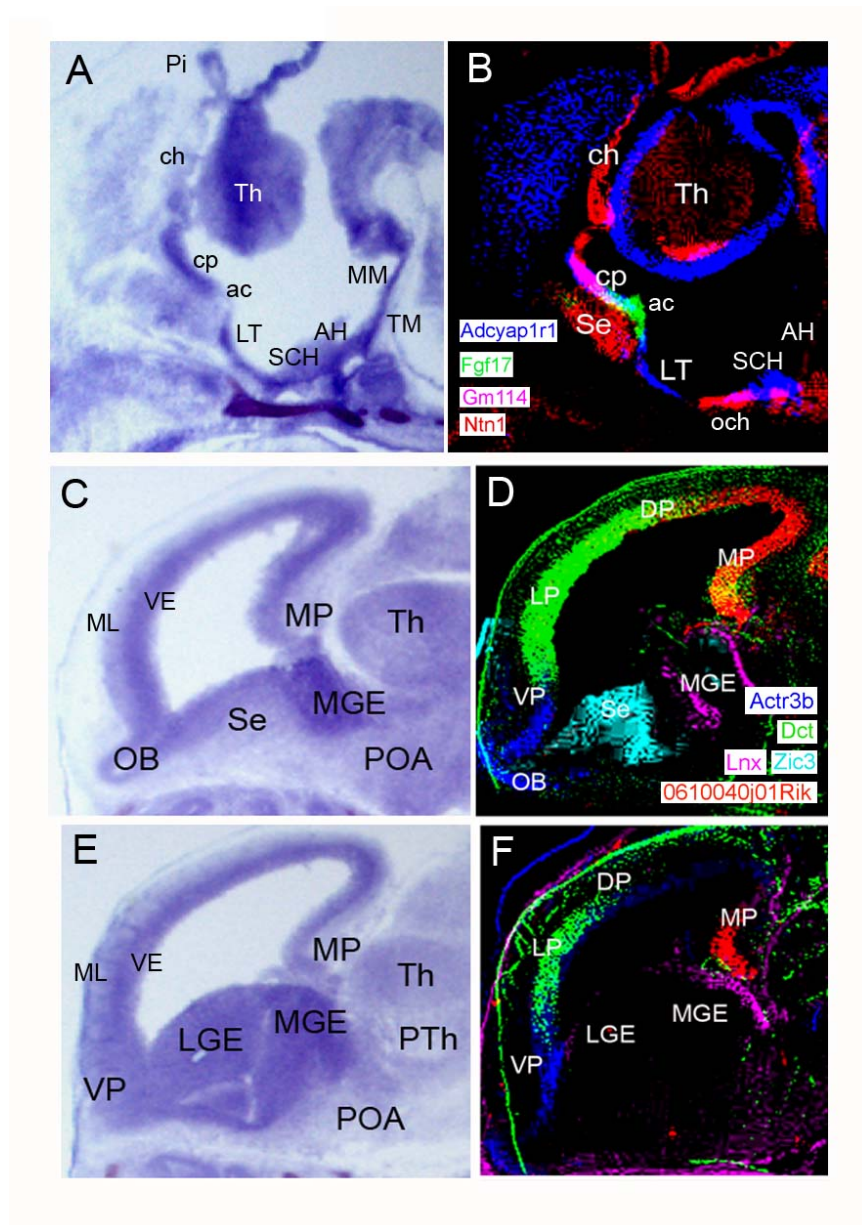 A
Pi
ch
Th
cp
ac
MM
LT
AH
TM
SCH
B
ch
Th
cp
ac
Se
Adcyap1r1
AH
Fgf17
LT
SCH
Gm114
och
Ntn1
C
VE
ML
MP
Th
MGE
Se
OB
POA
D
DP
MP
LP
VP
MGE
Se
Actr3b
Dct
OB
Lnx Zic3
0610040j01Rik
E
VE
MP
ML
Th
MGE
LGE
PTh
VP
POA
F
DP
MP
LP
MGE
LGE
VP